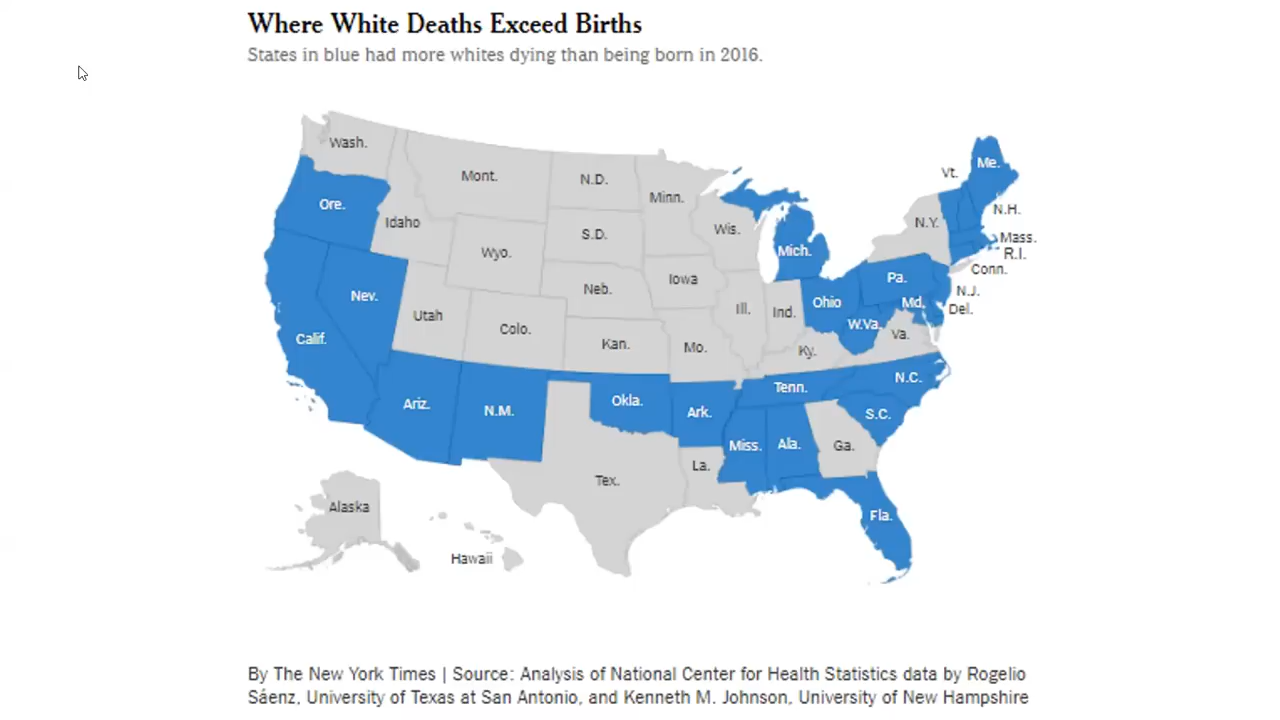 Where White Deaths Exceed Births
States in blue had more whites dying than being born in 2016.
Wash.
Mont.
N.D.
Minn.
Vt.
Me.
Ore.
Idaho
S.D.
Wis.
N.Y.
N.H.
Wyo.
Mich.
Mass.
R.I.
Conn.
Nev.
Neb.
Iowa
Pa.
N.J.
Utah
Colo.
Ill.
Ind.
Ohio
Md.
Del.
Calif.
Kan.
Mo.
Ky.
W.Va.
Va.
Ariz.
N.M.
Okla.
Ark.
Tenn.
N.C.
S.C.
Tex.
La.
Miss.
Ala.
Ga.
Fla.
Alaska
Hawaii
By The New York Times | Source: Analysis of National Center for Health Statistics data by Rogelio
Sáenz, University of Texas at San Antonio, and Kenneth M. Johnson, University of New Hampshire